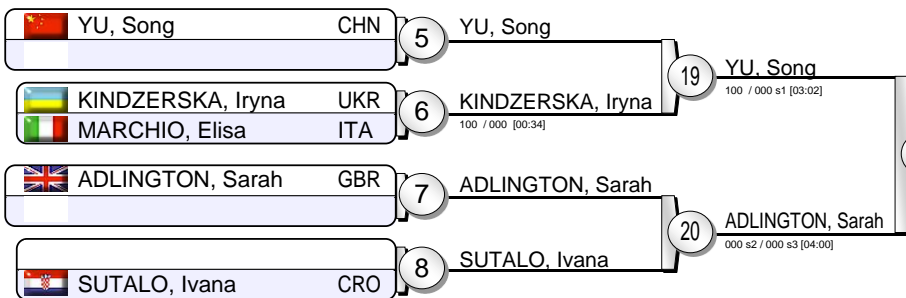 YU, Song CHN
5
YU, Song
KINDZERSKA, Iryna UKR
MARCHIO, Elisa ITA
6
KINDZERSKA, Iryna
100 / 000 [00:34]
19
YU, Song
100 / 000 s1 [03:02]
ADLINGTON, Sarah GBR
7
ADLINGTON, Sarah
SUTALO, Ivana CRO
8
SUTALO, Ivana
20
ADLINGTON, Sarah
000 s2 / 000 s3 [04:00]